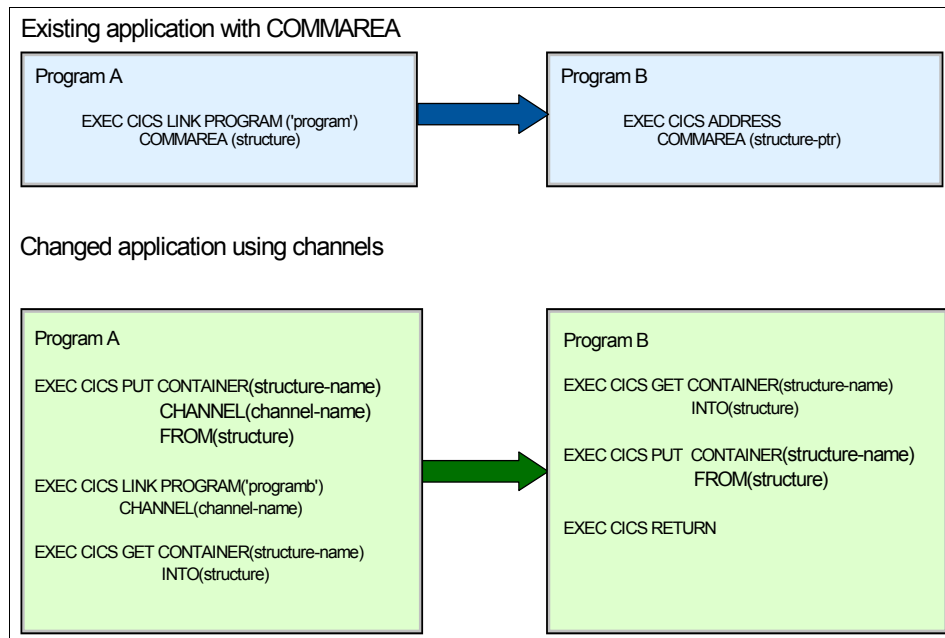 Existing application with COMMAREA
Program A
EXEC CICS LINK PROGRAM ('program')
COMMAREA (structure)
Program B
EXEC CICS ADDRESS
COMMAREA (structure-ptr)
Changed application using channels
Program A
EXEC CICS PUT CONTAINER(structure-name)
CHANNEL(channel-name)
FROM(structure)
EXEC CICS LINK PROGRAM('programb')
CHANNEL(channel-name)
EXEC CICS GET CONTAINER(structure-name)
INTO(structure)
Program B
EXEC CICS GET CONTAINER(structure-name)
INTO(structure)
EXEC CICS PUT CONTAINER(structure-name)
FROM(structure)
EXEC CICS RETURN